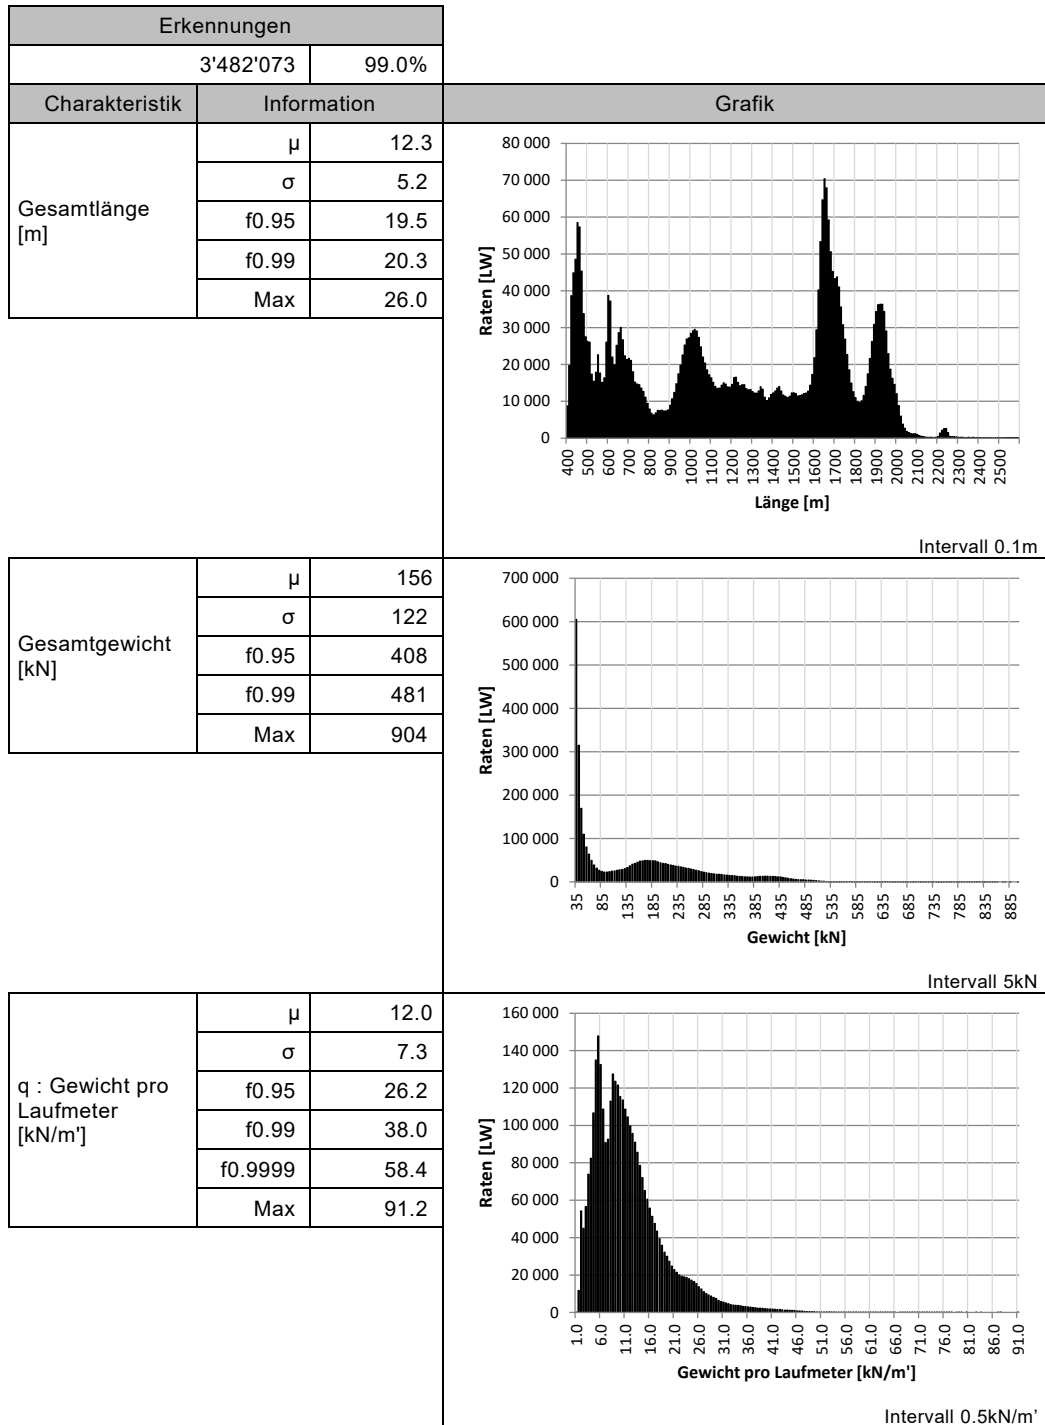 Erkennungen
3'482'073 99.0%
Charakteristik Information Grafik
Gesamtlänge
[m]
μ 12.3
σ 5.2
f0.95 19.5
f0.99 20.3
Max 26.0
80 000
70 000
60 000
50 000
40 000
30 000
20 000
10 000
0
Raten [LW]
400 500 600 700 800 900 1000 1100 1200 1300 1400 1500 1600 1700 1800 1900 2000 2100 2200 2300 2400 2500
Länge [m]
Intervall 0.1m
Gesamtgewicht
[kN]
μ 156
σ 122
f0.95 408
f0.99 481
Max 904
700 000
600 000
500 000
400 000
300 000
200 000
100 000
0
Raten [LW]
35 85 135 185 235 285 335 385 435 485 535 585 635 685 735 785 835 885
Gewicht [kN]
Intervall 5kN
q : Gewicht pro
Laufmeter
[kN/m']
μ 12.0
σ 7.3
f0.95 26.2
f0.99 38.0
f0.9999 58.4
Max 91.2
160 000
140 000
120 000
100 000
80 000
60 000
40 000
20 000
0
Raten [LW]
1.0 6.0 11.0 16.0 21.0 26.0 31.0 36.0 41.0 46.0 51.0 56.0 61.0 66.0 71.0 76.0 81.0 86.0 91.0
Gewicht pro Laufmeter [kN/m']
Intervall 0.5kN/m’